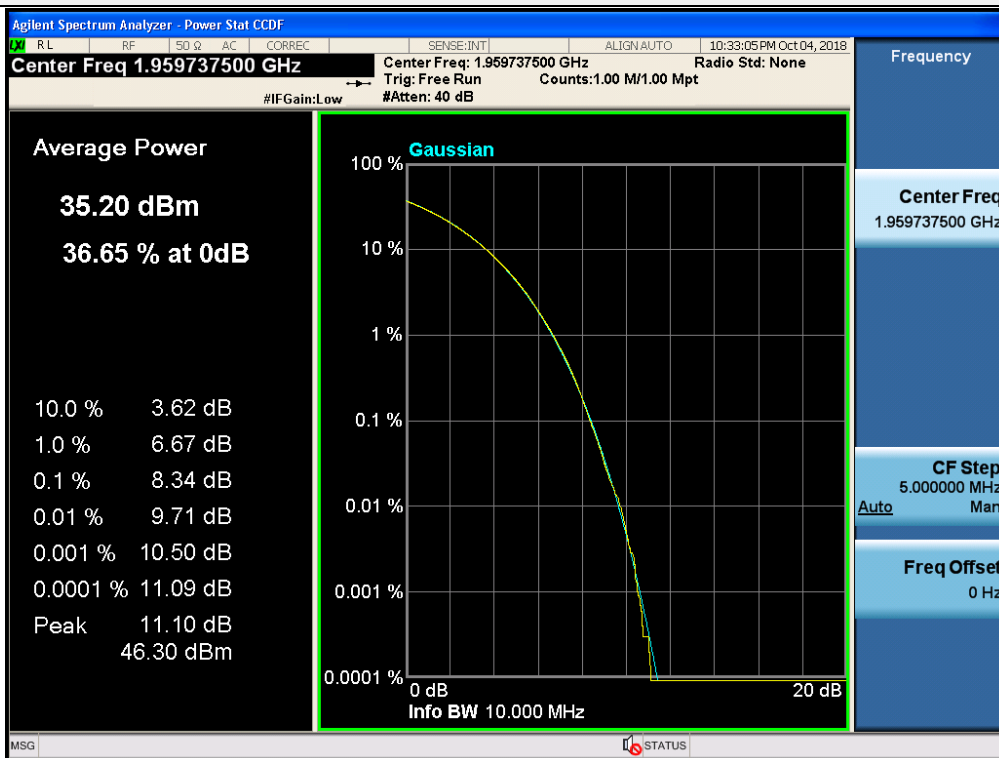 Agilent Spectrum Analyzer - Power Stat CCDF
LXI RL RF 50 Ω AC CORREC SENSE:INT ALIGN AUTO 10:33:05 PM Oct 04, 2018
Center Freq 1.959737500 GHz
#IFGain:Low
Center Freq: 1.959737500 GHz Radio Std: None
Trig: Free Run Counts:1.00 M/1.00 Mpt
#Atten: 40 dB
Average Power
35.20 dBm
36.65 % at 0dB
10.0 % 3.62 dB
1.0 % 6.67 dB
0.1 % 8.34 dB
0.01 % 9.71 dB
0.001 % 10.50 dB
0.0001 % 11.09 dB
Peak 11.10 dB
46.30 dBm
Gaussian
100 %
10 %
1 %
0.1 %
0.01 %
0.001 %
0.0001 %
0 dB 20 dB
Info BW 10.000 MHz
Frequency
Center Freq
1.959737500 GHz
CF Step
5.000000 MHz
Auto Man
Freq Offset
0 Hz
MSG STATUS